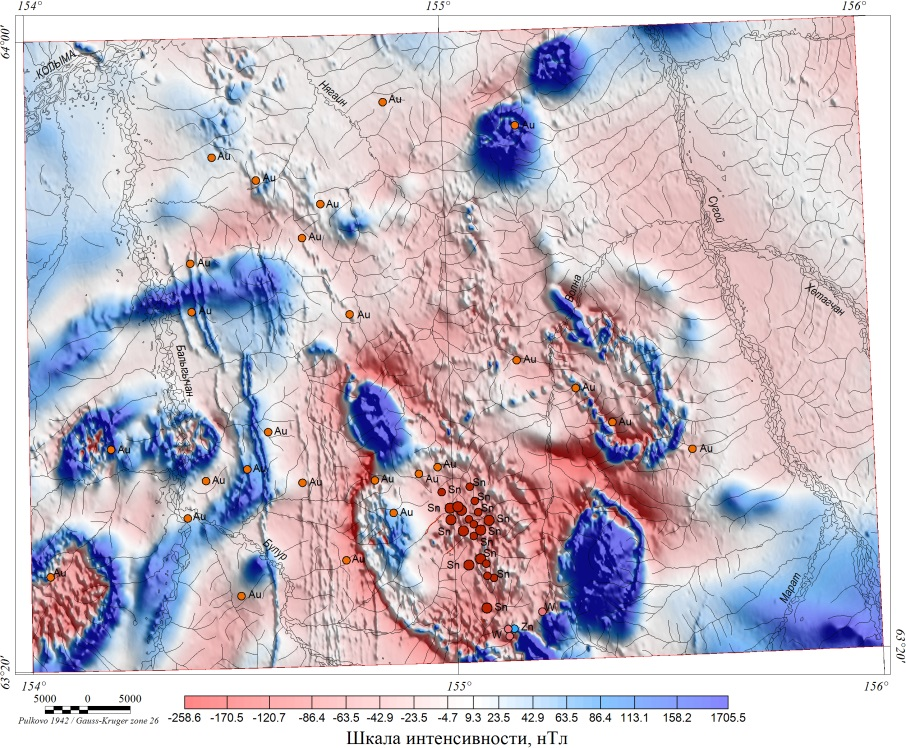 154° 155° 156°
64°00'
КОЛЫМА
Нягаин
Au
Au
Au
Au
Au
Au
Сугой
Au
Вилга
Хетагчан
Au
Au
Балыгычан
Au
Au
Au
Au
Au
Au
Au
Au
Au
Au
Au
Au
Sn
Sn
Au
Sn
Sn
Au
Sn
Sn
Sn
Sn
Булур
Sn
Au
Sn
Sn
Au
Марат
Au
Sn
W
Zn
W
63°20' 63°20'
154° 155° 156°
5000 0 5000
Pulkovo 1942 / Gauss-Kruger zone 26
-258.6 -170.5 -120.7 -86.4 -63.5 -42.9 -23.5 -4.7 9.3 23.5 42.9 63.5 86.4 113.1 158.2 1705.5
Шкала интенсивности, нТл